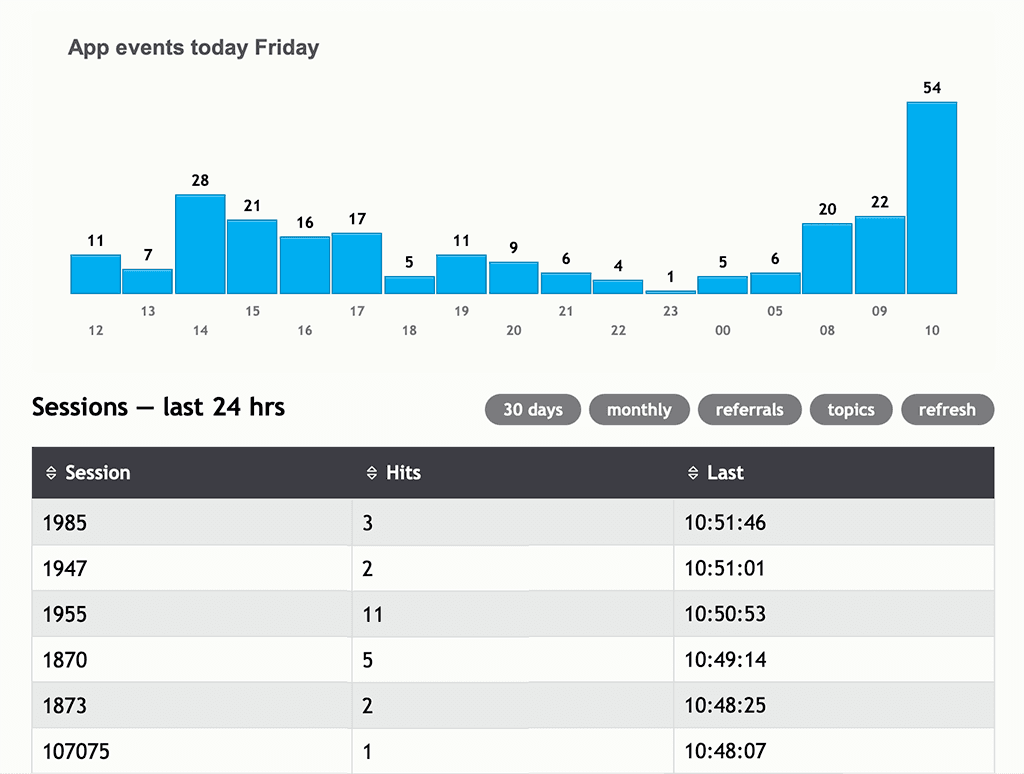 App events today Friday
54
28
21
16
17
11
7
5
11
9
6
4
1
5
6
20
22
13 15 17 19 21 23 05 09
12 14 16 18 20 22 00 08 10
Sessions — last 24 hrs
30 days monthly referrals topics refresh
Session Hits Last
1985 3 10:51:46
1947 2 10:51:01
1955 11 10:50:53
1870 5 10:49:14
1873 2 10:48:25
107075 1 10:48:07